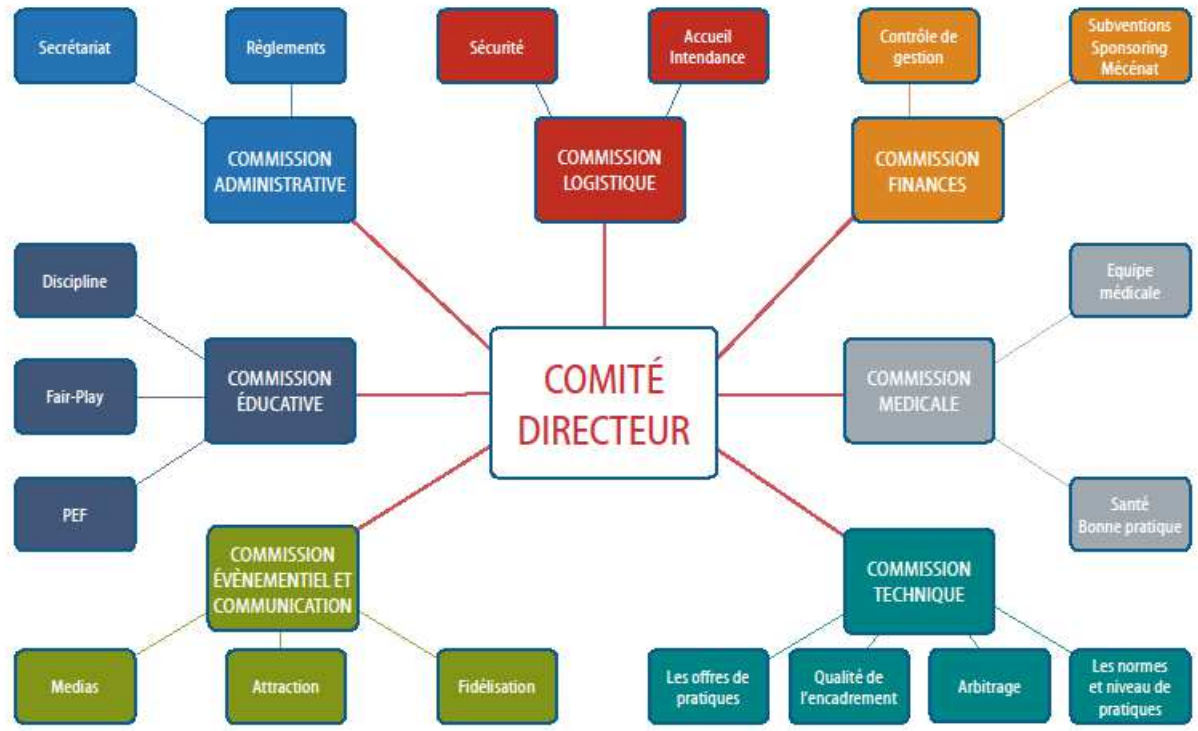 Secrétariat
Règlements
Sécurité
Accueil
Intendance
Contrôle de
gestion
Subventions
Sponsoring
Mécénat
COMMISSION
ADMINISTRATIVE
COMMISSION
LOGISTIQUE
COMMISSION
FINANCES
Discipline
Fair-Play
PEF
COMMISSION
ÉDUCATIVE
COMITÉ
DIRECTEUR
COMMISSION
MEDICALE
Equipe
médicale
Santé
Bonne pratique
COMMISSION
ÉVÈNEMENTIEL ET
COMMUNICATION
COMMISSION
TECHNIQUE
Medias
Attraction
Fidélisation
Les offres de
pratiques
Qualité de
l'encadrement
Arbitrage
Les normes
et niveau de
pratiques